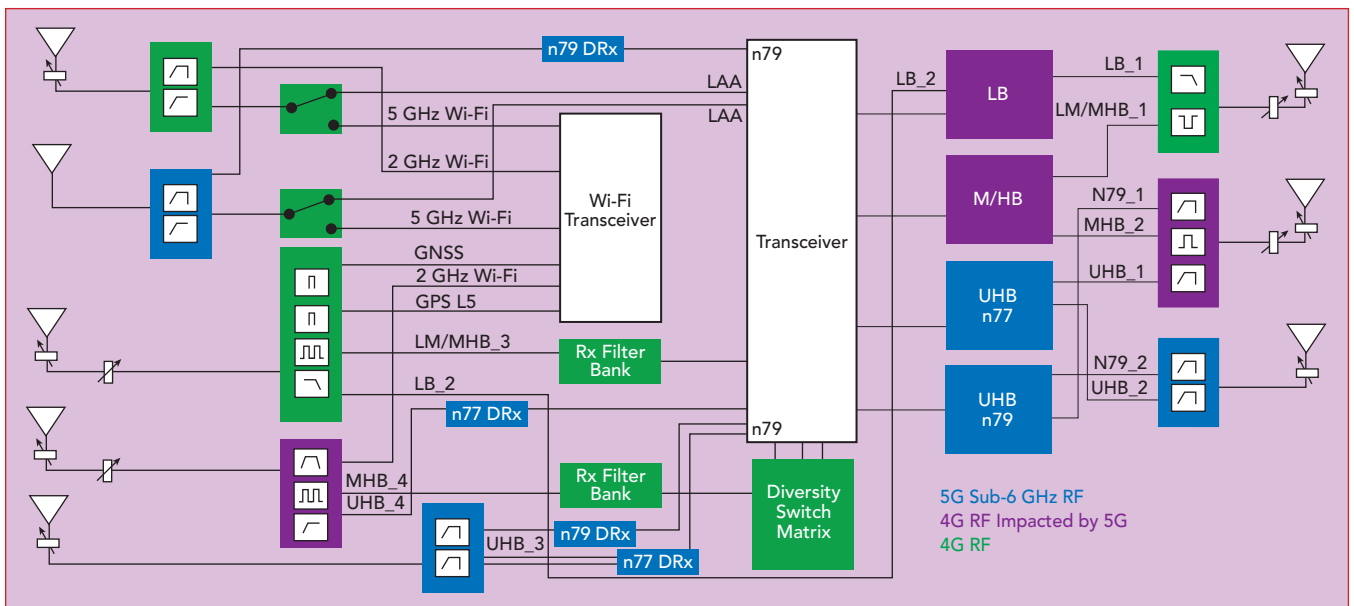 n79 DRx
n79
LAA
LAA
5 GHz Wi-Fi
2 GHz Wi-Fi
5 GHz Wi-Fi
Wi-Fi
Transceiver
GNSS
2 GHz Wi-Fi
GPS L5
LM/MHB_3
Rx Filter
Bank
LB_2
n77 DRx
n79
Transceiver
MHB_4
UHB_4
Rx Filter
Bank
Diversity
Switch
Matrix
UHB_3
n79 DRx
n77 DRx
LB_2
LB
LB_1
LM/MHB_1
M/HB
N79_1
MHB_2
UHB_1
UHB
n77
N79_2
UHB_2
UHB
n79
5G Sub-6 GHz RF
4G RF Impacted by 5G
4G RF